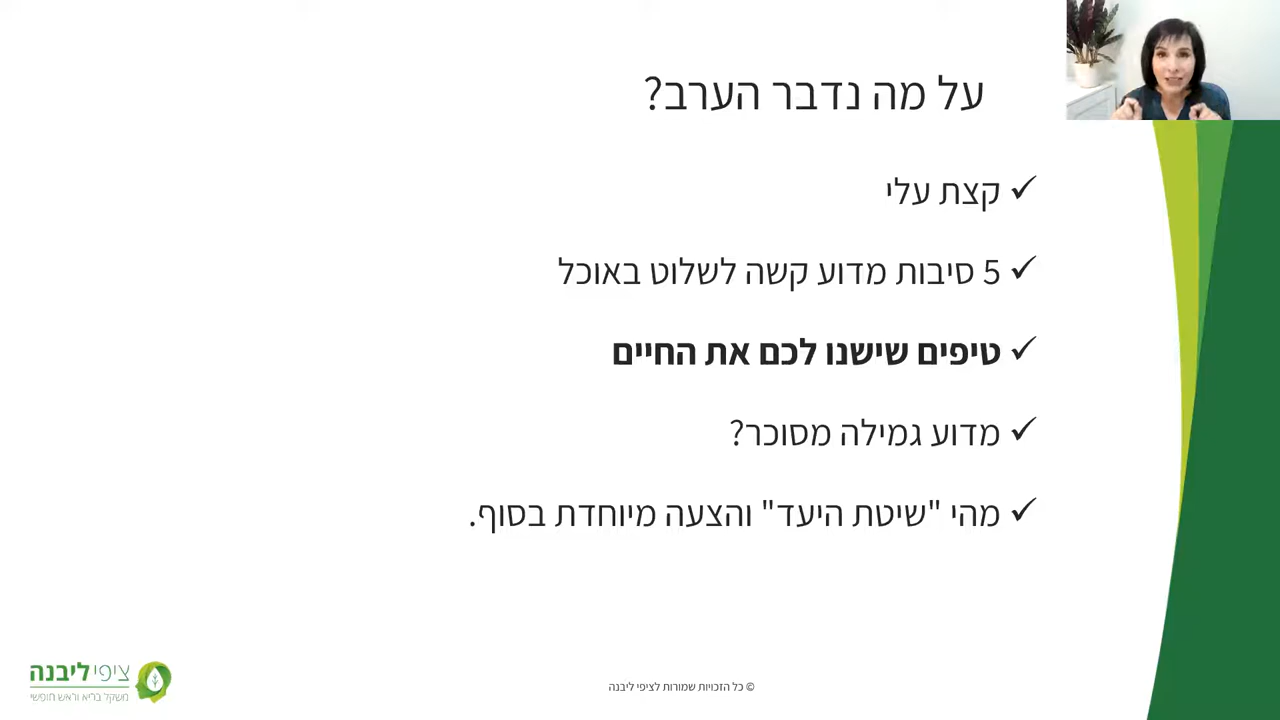 על מה נדבר הערב?
קצת עלי
5 סיבות מדוע קשה לשלוט באוכל
טיפים שישנו לכם את החיים
מדוע גמילה מסוכר?
מהי "שיטת היעד" והצעה מיוחדת בסוף.
ציפי ליבנה
משקל בריא וראש חופשי
© כל הזכויות שמורות לציפי ליבנה